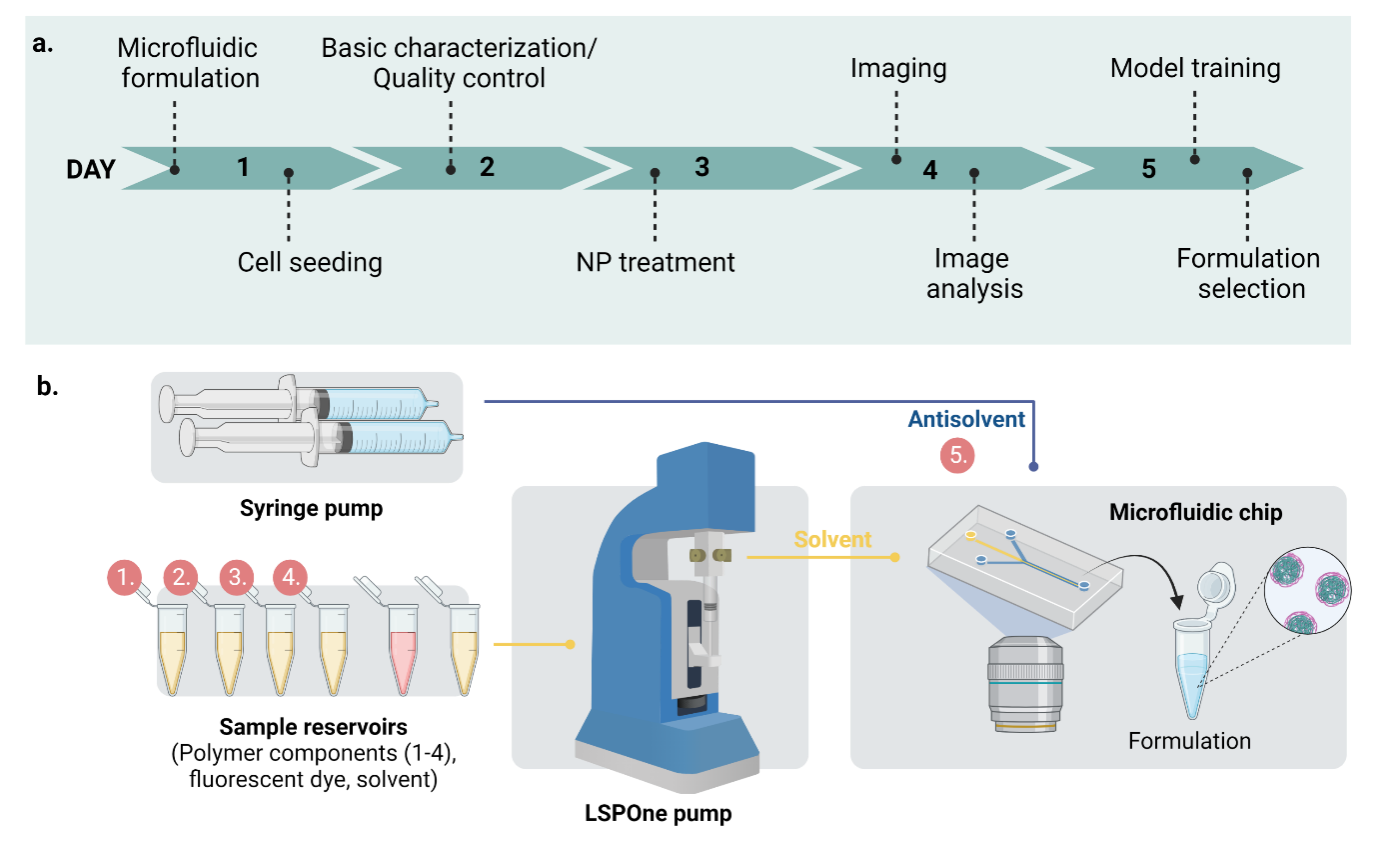 a.
Microfluidic
formulation
Basic characterization/
Quality control
Imaging
Model training
DAY
1
2
3
4
5
Cell seeding
NP treatment
Image
analysis
Formulation
selection
b.
Syringe pump
Antisolvent
5.
Microfluidic chip
Solvent
1.
2.
3.
4.
Sample reservoirs
(Polymer components (1-4),
fluorescent dye, solvent)
LSPOne pump
Formulation